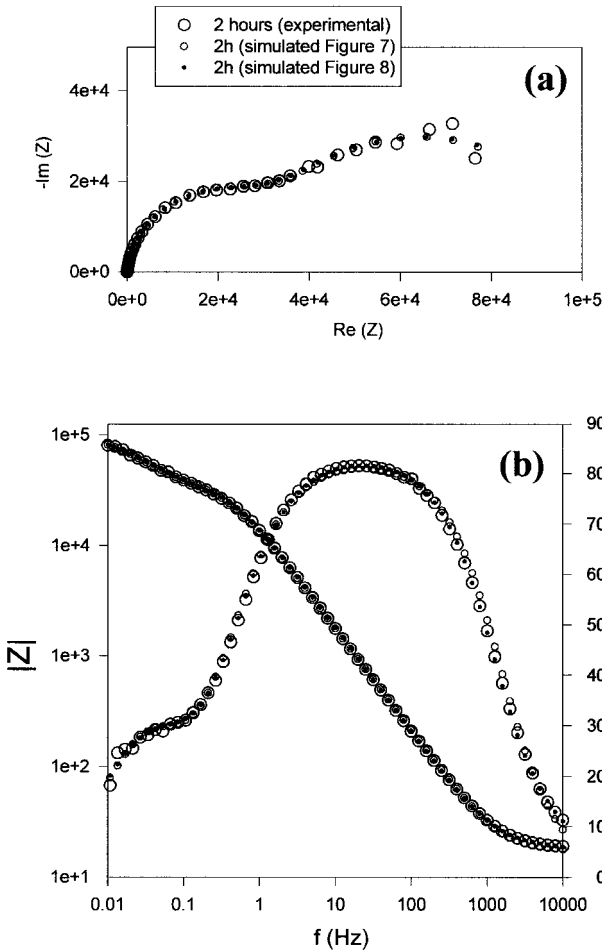 2 hours (experimental)
2h (simulated Figure 7)
2h (simulated Figure 8)
(a)
4e+4
2e+4
0e+0
-Im (Z)
0e+0 2e+4 4e+4 6e+4 8e+4 1e+5
Re (Z)
(b)
1e+5
1e+4
1e+3
1e+2
1e+1
|Z|
90
80
70
60
50
40
30
20
10
0
0.01 0.1 1 10 100 1000 10000
f (Hz)